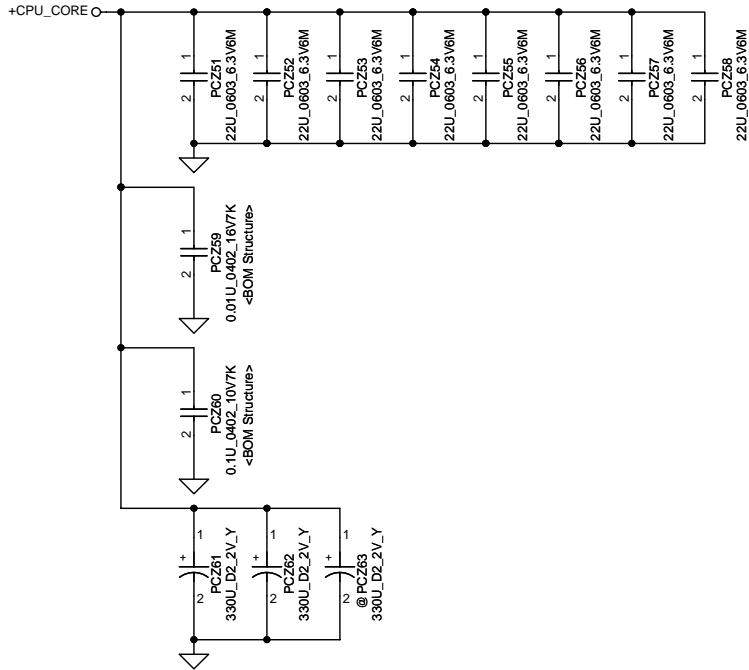 +CPU_CORE
1
2
PCZ51
22U_0603_6.3V6M
1
2
PCZ52
22U_0603_6.3V6M
1
2
PCZ53
22U_0603_6.3V6M
1
2
PCZ54
22U_0603_6.3V6M
1
2
PCZ55
22U_0603_6.3V6M
1
2
PCZ56
22U_0603_6.3V6M
1
2
PCZ57
22U_0603_6.3V6M
1
2
PCZ58
22U_0603_6.3V6M
1
2
PCZ59
0.01U_0402_16V7K
<BOM Structure>
1
2
PCZ60
0.1U_0402_10V7K
<BOM Structure>
1
+
2
PCZ61
330U_D2_2V_Y
1
+
2
PCZ62
330U_D2_2V_Y
1
+
2
@ PCZ63
330U_D2_2V_Y